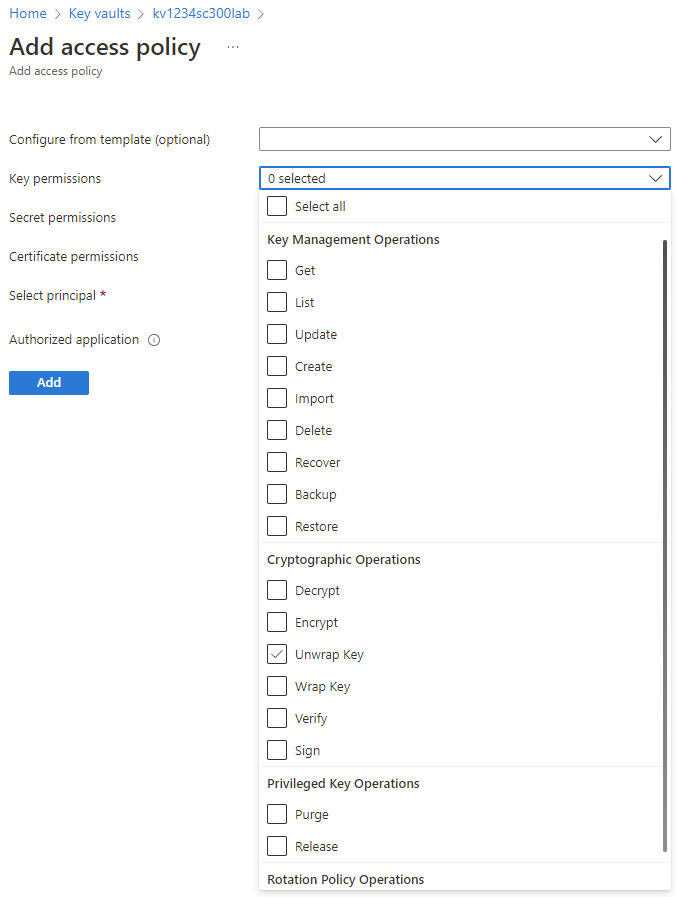 Home > Key vaults > kv1234sc300lab >
Add access policy ...
Add access policy
Configure from template (optional)
Key permissions
0 selected
Secret permissions
Certificate permissions
Select principal *
Authorized application
Add
Select all
Key Management Operations
Get
List
Update
Create
Import
Delete
Recover
Backup
Restore
Cryptographic Operations
Decrypt
Encrypt
Unwrap Key
Wrap Key
Verify
Sign
Privileged Key Operations
Purge
Release
Rotation Policy Operations